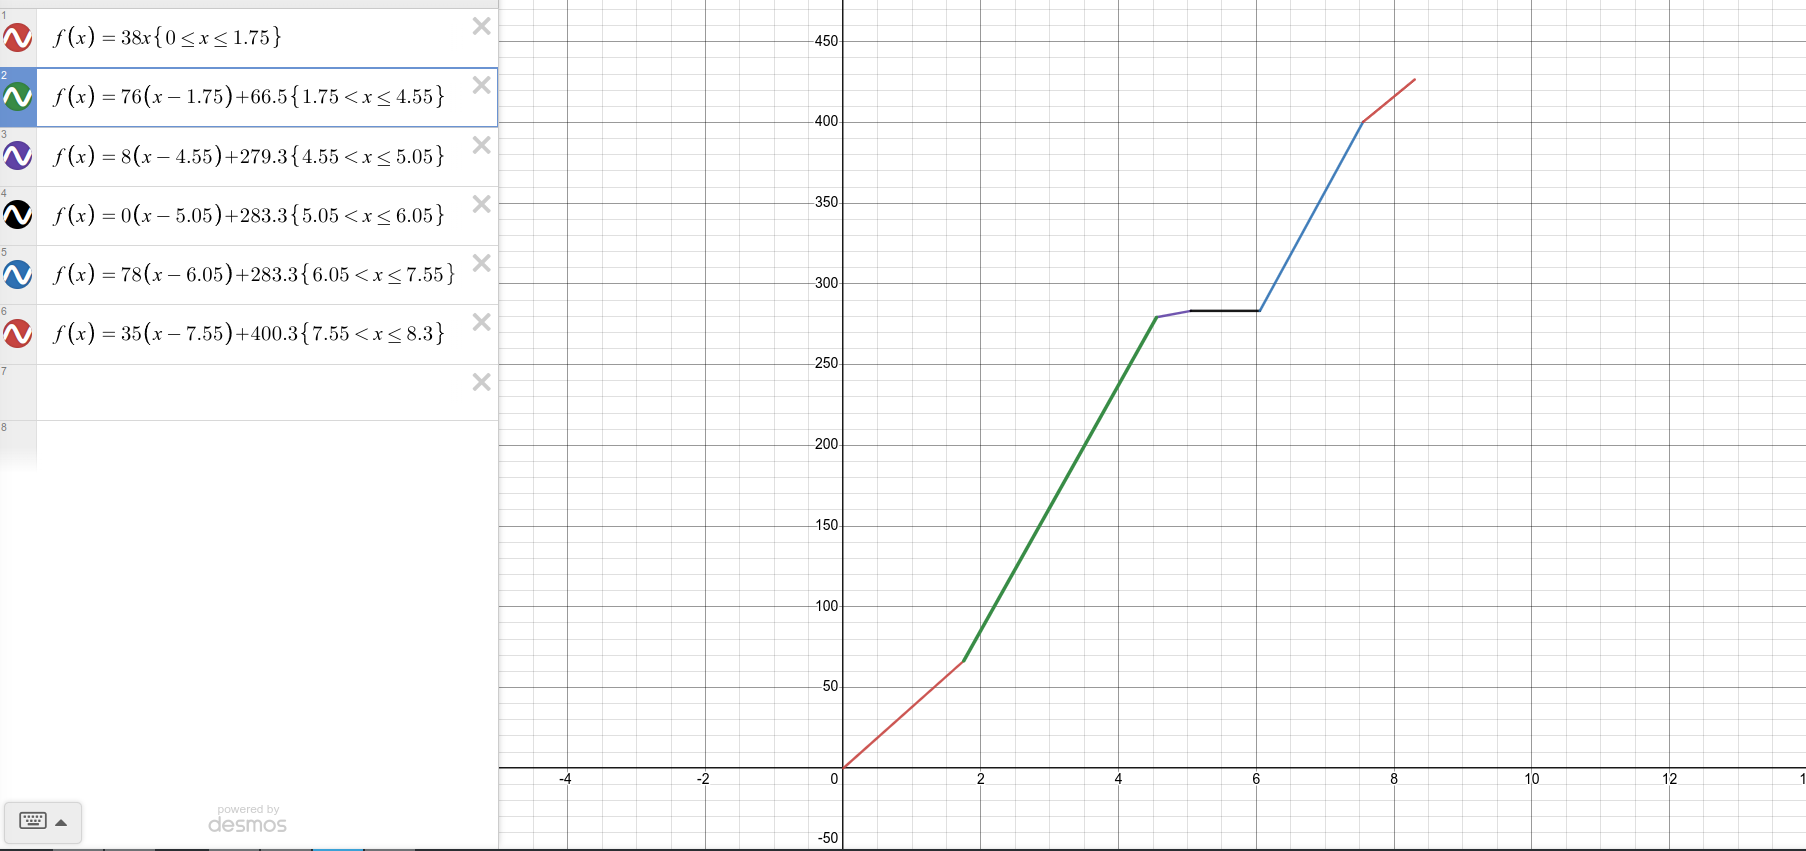 1
f(x) = 38x{0 ≤ x ≤ 1.75}
2
f(x) = 76(x − 1.75)+66.5{1.75 < x ≤ 4.55}
3
f(x) = 8(x − 4.55)+279.3{4.55 < x ≤ 5.05}
4
f(x) = 0(x − 5.05)+283.3{5.05 < x ≤ 6.05}
5
f(x) = 78(x − 6.05)+283.3{6.05 < x ≤ 7.55}
6
f(x) = 35(x − 7.55)+400.3{7.55 < x ≤ 8.3}
7
8
powered by
desmos
450
400
350
300
250
200
150
100
50
-4 -2 0 2 4 6 8 10 12 1
-50